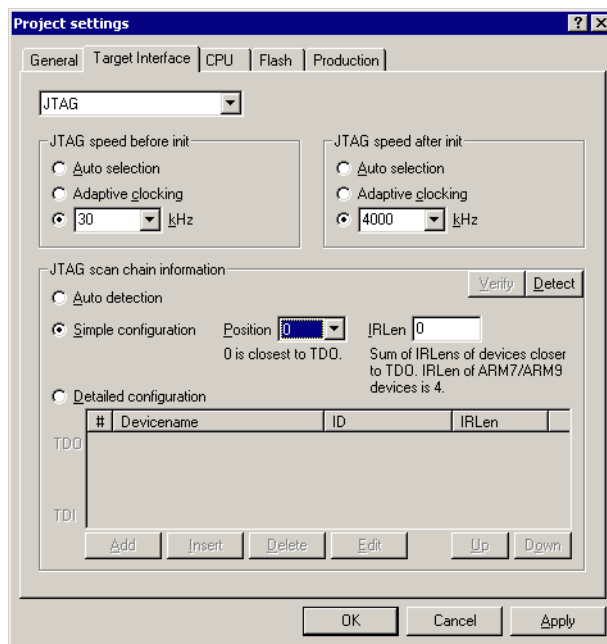 Project settings
General Target Interface CPU Flash Production
JTAG
JTAG speed before init
Auto selection
Adaptive clocking
30 kHz
JTAG speed after init
Auto selection
Adaptive clocking
4000 kHz
JTAG scan chain information
Verify Detect
Auto detection
Simple configuration Position 0 IRLen 0
0 is closest to TDO.
Sum of IRLens of devices closer
to TDO. IRLen of ARM7/ARM9
devices is 4.
Detailed configuration
# Devicename ID IRLen
TDO
TDI
Add Insert Delete Edit Up Down
OK Cancel Apply